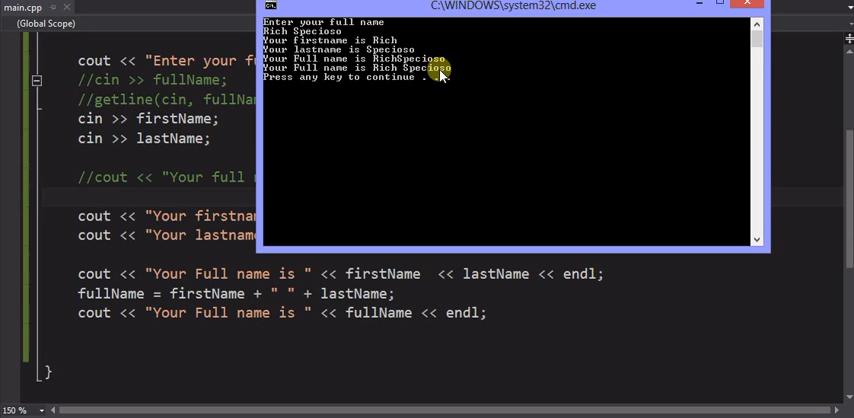 main.cpp
C:\WINDOWS\system32\cmd.exe
(Global Scope)
Enter your full name
Rich Specioso
Your firstname is Rich
Your lastname is Specioso
Your Full name is RichSpecioso
Your Full name is Rich Specioso
Press any key to continue . . .
cout << "Enter your f
//cin >> fullName;
//getline(cin, fullNa
cin >> firstName;
cin >> lastName;
//cout << "Your full
cout << "Your firstna
cout << "Your lastnam
cout << "Your Full name is " << firstName  << lastName << endl;
fullName = firstName + " " + lastName;
cout << "Your Full name is " << fullName << endl;
}
150 %